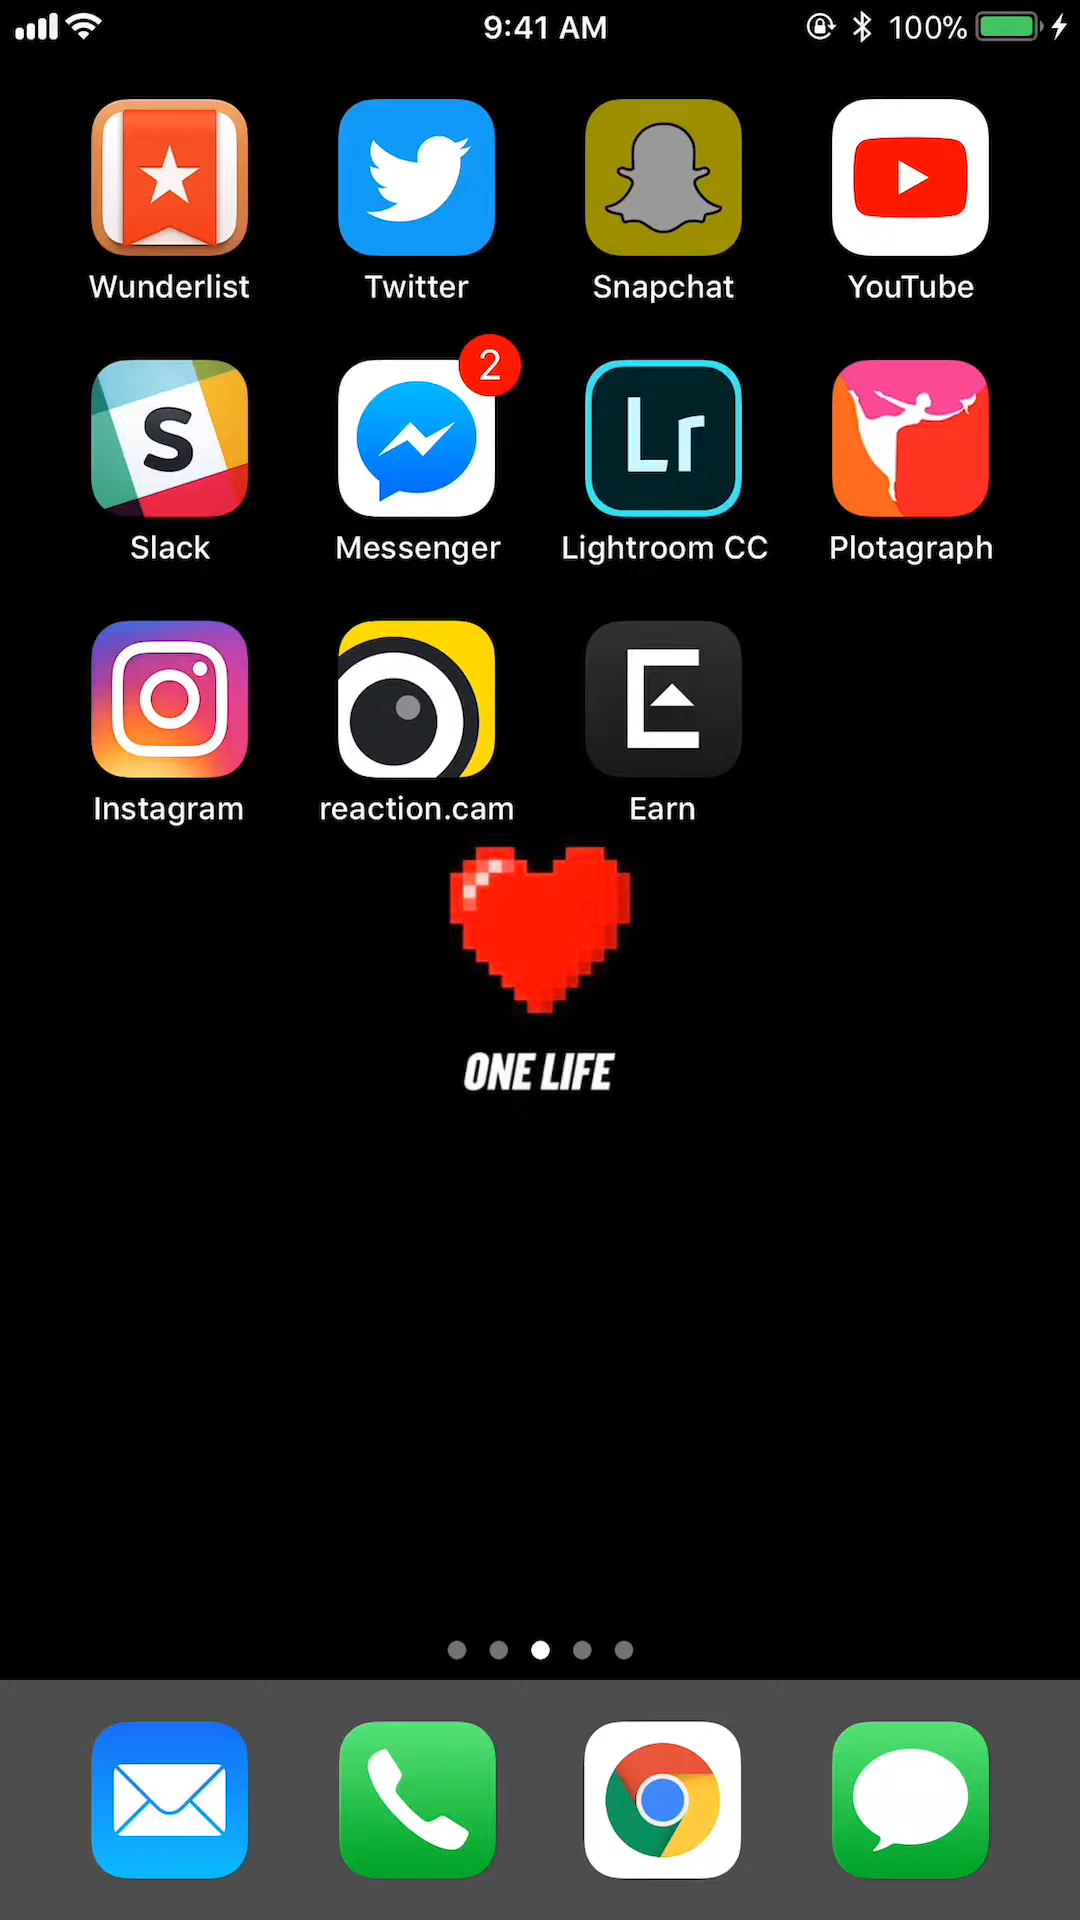 9:41 AM
100%
Wunderlist
Twitter
Snapchat
YouTube
2
S
Lr
Slack
Messenger
Lightroom CC
Plotagraph
E
Instagram
reaction.cam
Earn
ONE LIFE